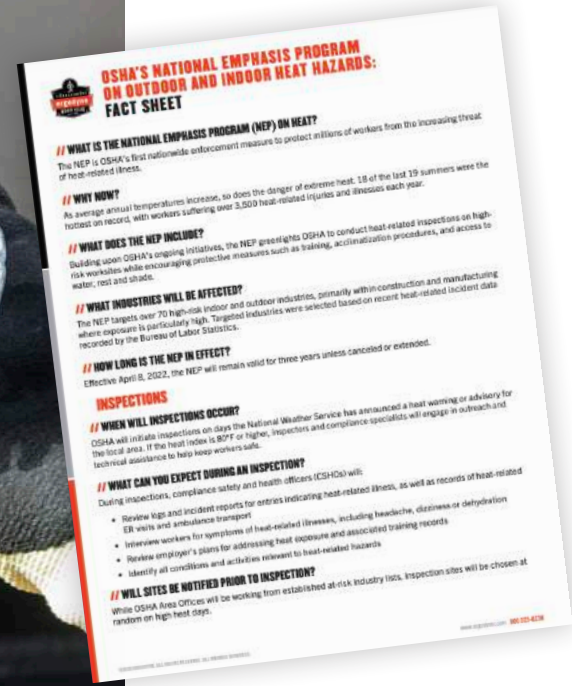 ergodyne
OSHA'S NATIONAL EMPHASIS PROGRAM
ON OUTDOOR AND INDOOR HEAT HAZARDS:
FACT SHEET
// WHAT IS THE NATIONAL EMPHASIS PROGRAM (NEP) ON HEAT?
The NEP is OSHA's first nationwide enforcement measure to protect millions of workers from the increasing threat
of heat-related illness.
// WHY NOW?
As average annual temperatures increase, so does the danger of extreme heat. 18 of the last 19 summers were the
hottest on record, with workers suffering over 3,500 heat-related injuries and illnesses each year.
// WHAT DOES THE NEP INCLUDE?
Building upon OSHA's ongoing initiatives, the NEP greenlights OSHA to conduct heat-related inspections on high-
risk worksites while encouraging protective measures such as training, acclimatization procedures, and access to
water, rest and shade.
// WHAT INDUSTRIES WILL BE AFFECTED?
The NEP targets over 70 high-risk indoor and outdoor industries, primarily within construction and manufacturing
where exposure is particularly high. Targeted industries were selected based on recent heat-related incident data
recorded by the Bureau of Labor Statistics.
// HOW LONG IS THE NEP IN EFFECT?
Effective April 8, 2022, the NEP will remain valid for three years unless canceled or extended.
INSPECTIONS
// WHEN WILL INSPECTIONS OCCUR?
OSHA will initiate inspections on days the National Weather Service has announced a heat warning or advisory for
the local area. If the heat index is 80°F or higher, inspectors and compliance specialists will engage in outreach and
technical assistance to help keep workers safe.
// WHAT CAN YOU EXPECT DURING AN INSPECTION?
During inspections, compliance safety and health officers (CSHOs) will:
• Review logs and incident reports for entries indicating heat-related illness, as well as records of heat-related
ER visits and ambulance transport
• Interview workers for symptoms of heat-related illnesses, including headache, dizziness or dehydration
• Review employer's plans for addressing heat exposure and associated training records
• Identify all conditions and activities relevant to heat-related hazards
// WILL SITES BE NOTIFIED PRIOR TO INSPECTION?
While OSHA Area Offices will be working from established at-risk industry lists, inspection sites will be chosen at
random on high heat days.
www.ergodyne.com